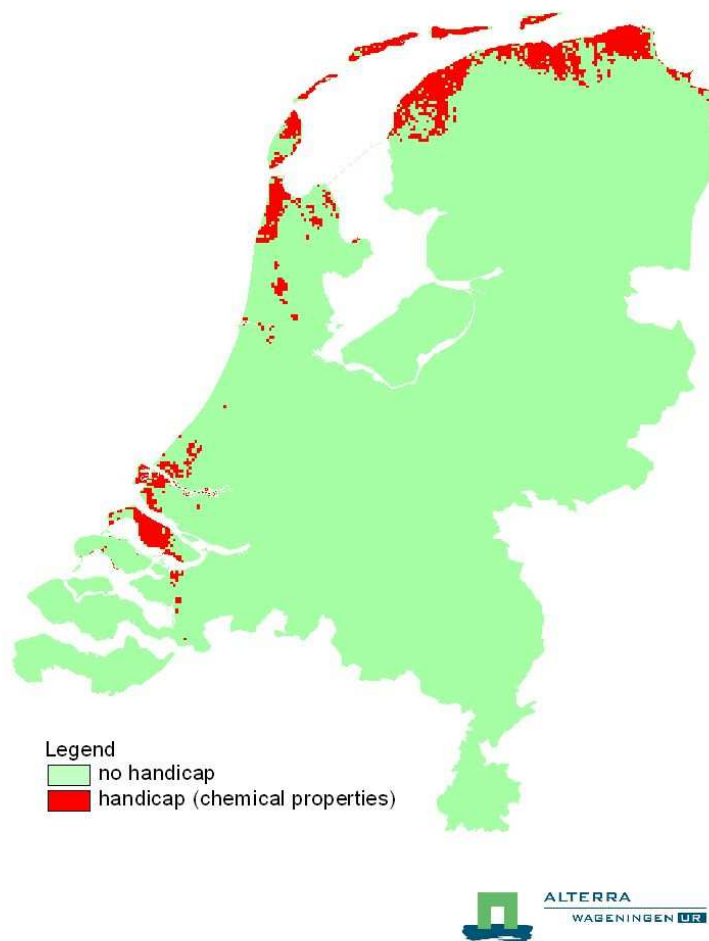 Legend
no handicap
handicap (chemical properties)
ALTERRA
WAGENINGEN UR